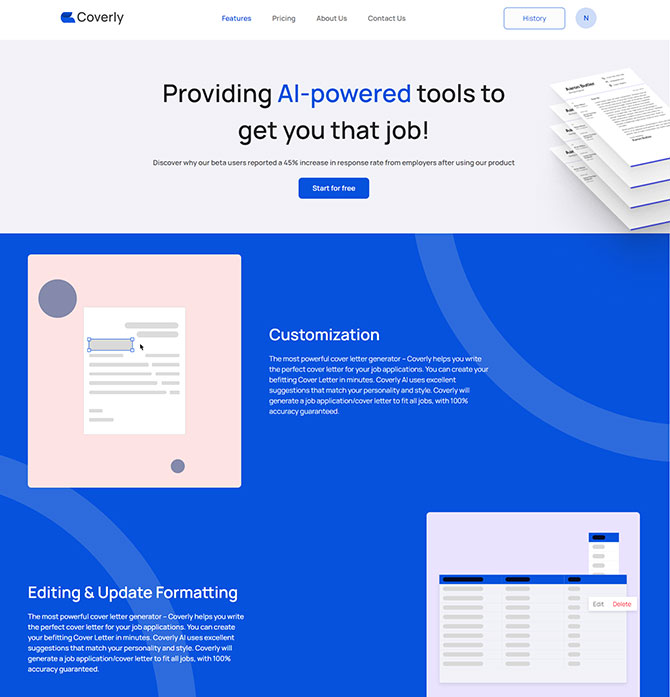 Coverly
Features
Pricing
About Us
Contact Us
History
N
Providing AI-powered tools to
get you that job!
Discover why our beta users reported a 45% increase in response rate from employers after using our product
Start for free
Aaron Butler
Customization
The most powerful cover letter generator – Coverly helps you write
the perfect cover letter for your job applications. You can create your
befitting Cover Letter in minutes. Coverly AI uses excellent
suggestions that match your personality and style. Coverly will
generate a job application/cover letter to fit all jobs, with 100%
accuracy guaranteed.
Editing & Update Formatting
The most powerful cover letter generator – Coverly helps you write
the perfect cover letter for your job applications. You can create
your befitting Cover Letter in minutes. Coverly AI uses excellent
suggestions that match your personality and style. Coverly will
generate a job application/cover letter to fit all jobs, with 100%
accuracy guaranteed.
Edit
Delete